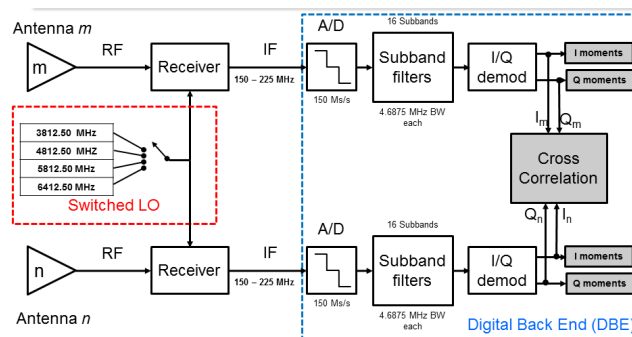 Antenna m
m
RF
Receiver
IF
150 – 225 MHz
A/D
150 Ms/s
16 Subbands
Subband
filters
4.6875 MHz BW
each
I/Q
demod
I moments
Q moments
Im
Qm
Cross
Correlation
3812.50 MHz
4812.50 MHZ
5812.50 MHz
6412.50 MHz
Switched LO
Qn
In
n
RF
Receiver
IF
150 – 225 MHz
A/D
150 Ms/s
16 Subbands
Subband
filters
4.6875 MHz BW
each
I/Q
demod
I moments
Q moments
Antenna n
Digital Back End (DBE)